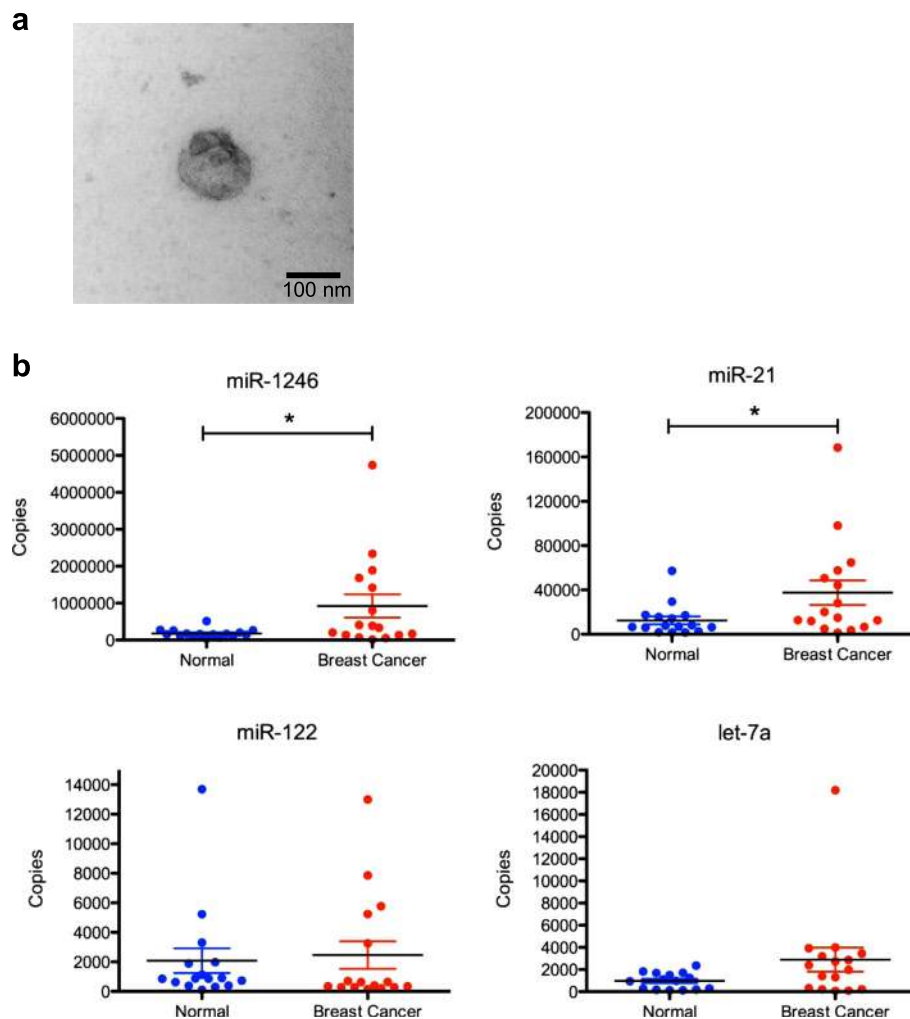 a
100 nm
b
miR-1246
*
6000000
5000000
4000000
3000000
2000000
1000000
0
Copies
Normal
Breast Cancer
miR-21
*
200000
160000
120000
80000
40000
0
Copies
Normal
Breast Cancer
miR-122
14000
12000
10000
8000
6000
4000
2000
0
Copies
Normal
Breast Cancer
let-7a
20000
18000
16000
14000
12000
10000
8000
6000
4000
2000
0
Copies
Normal
Breast Cancer